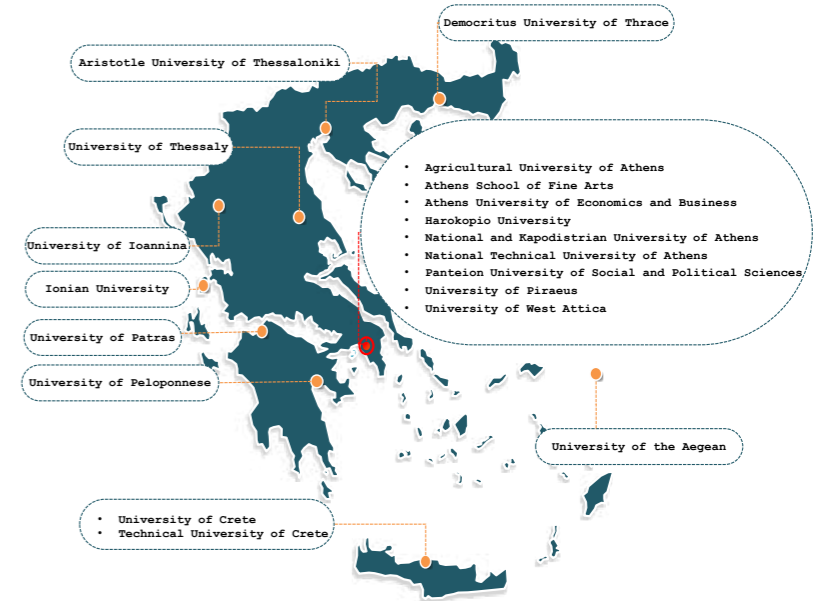 Democritus University of Thrace
Aristotle University of Thessaloniki
University of Thessaly
• Agricultural University of Athens
• Athens School of Fine Arts
• Athens University of Economics and Business
• Harokopio University
• National and Kapodistrian University of Athens
• National Technical University of Athens
• Panteion University of Social and Political Sciences
• University of Piraeus
• University of West Attica
University of Ioannina
Ionian University
University of Patras
University of Peloponnese
University of the Aegean
• University of Crete
• Technical University of Crete